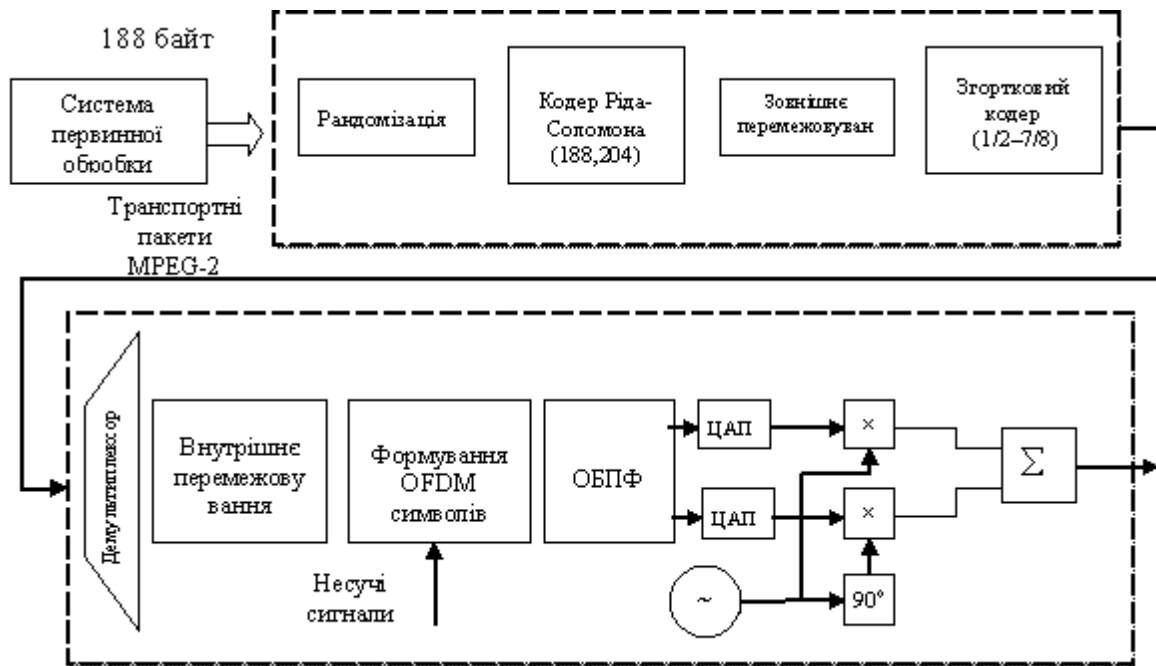 188 байт
Система
первинної
обробки
Транспортні
пакети
MPEG-2
Рандомізація
Кодер Ріда-
Соломона
(188,204)
Зовнішнє
перемежовуван
Згортковий
кодер
(1/2–7/8)
Демультиплексор
Внутрішнє
перемежову
вання
Формування
OFDM
символів
Несучі
сигнали
ОБПФ
ЦАП
ЦАП
×
×
~
90°
Σ